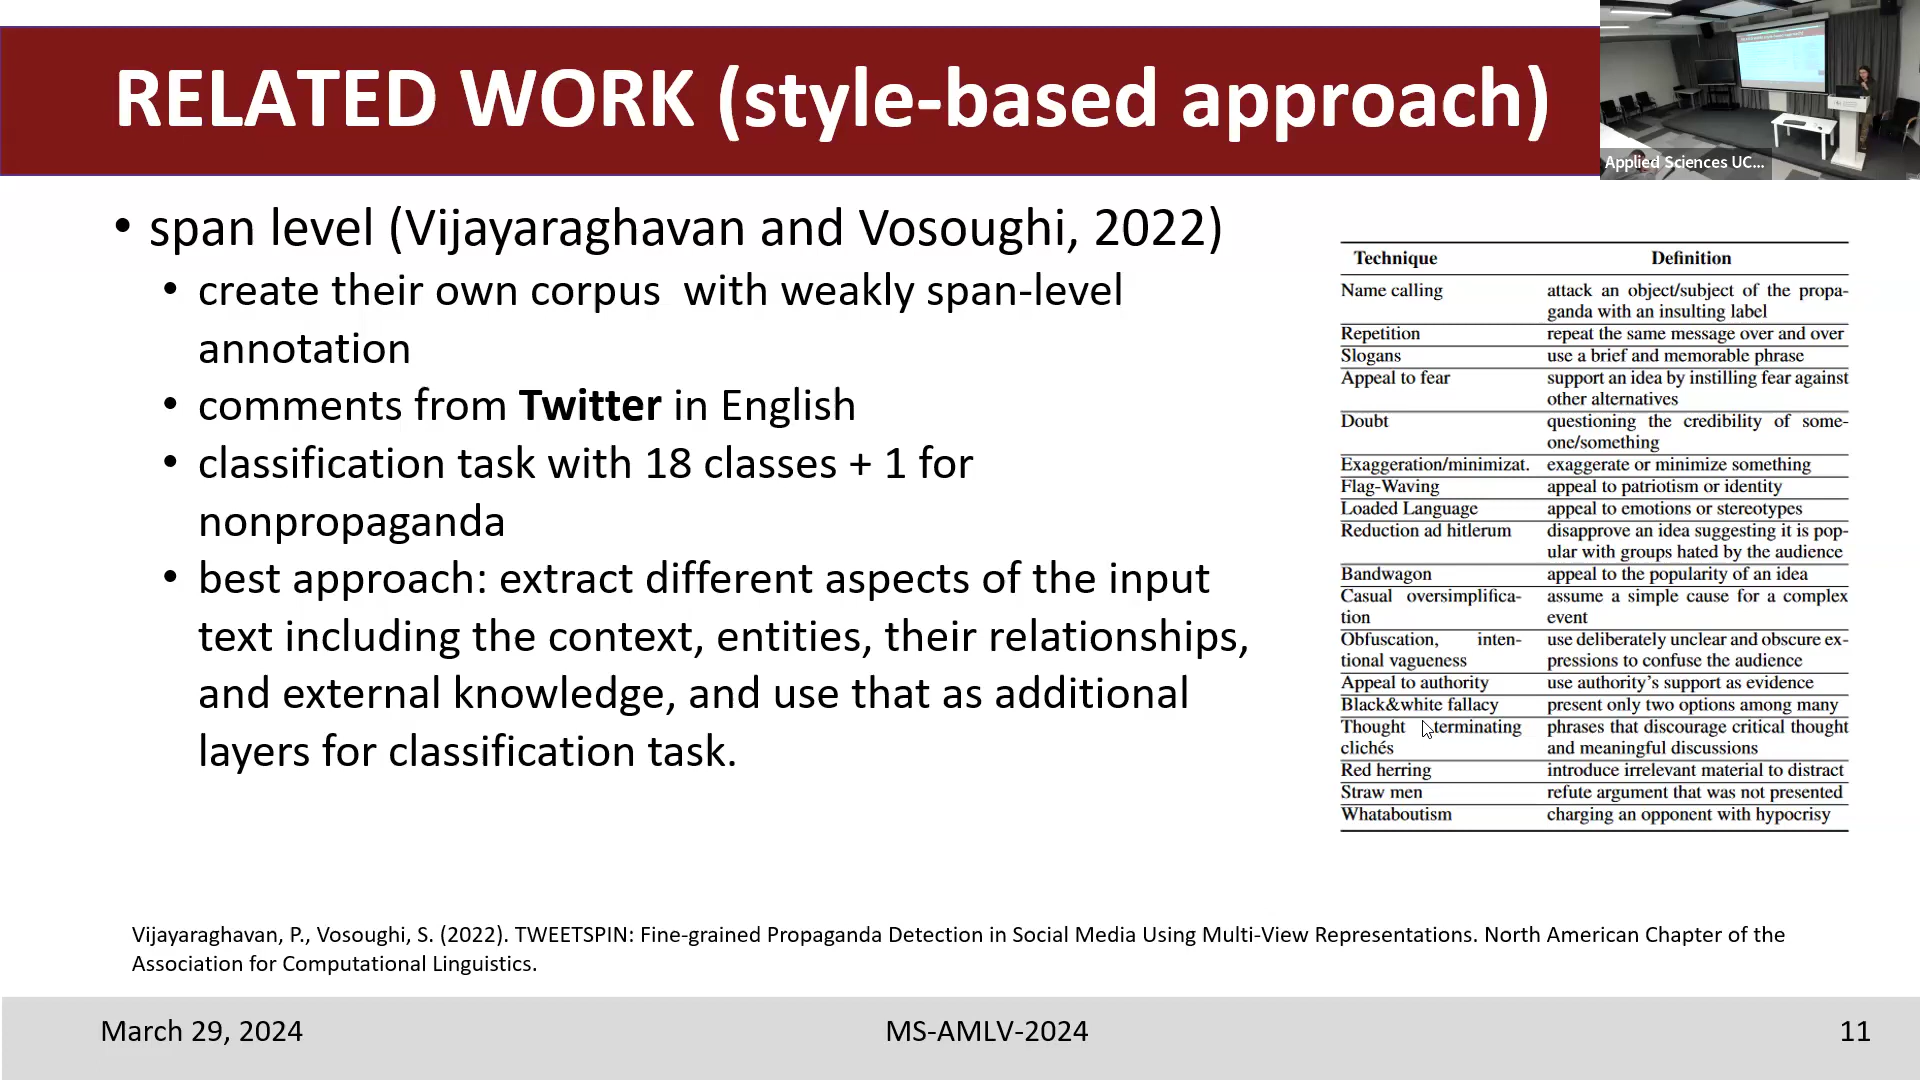 RELATED WORK (style-based approach)
Applied Sciences UC...
• span level (Vijayaraghavan and Vosoughi, 2022)
• create their own corpus with weakly span-level
annotation
• comments from Twitter in English
• classification task with 18 classes + 1 for
nonpropaganda
• best approach: extract different aspects of the input
text including the context, entities, their relationships,
and external knowledge, and use that as additional
layers for classification task.
Technique Definition
Name calling attack an object/subject of the propa-
ganda with an insulting label
Repetition repeat the same message over and over
Slogans use a brief and memorable phrase
Appeal to fear support an idea by instilling fear against
other alternatives
Doubt questioning the credibility of some-
one/something
Exaggeration/minimizat. exaggerate or minimize something
Flag-Waving appeal to patriotism or identity
Loaded Language appeal to emotions or stereotypes
Reduction ad hitlerum disapprove an idea suggesting it is pop-
ular with groups hated by the audience
Bandwagon appeal to the popularity of an idea
Casual oversimplifica- assume a simple cause for a complex
tion event
Obfuscation, inten- use deliberately unclear and obscure ex-
tional vagueness pressions to confuse the audience
Appeal to authority use authority's support as evidence
Black&white fallacy present only two options among many
Thought terminating phrases that discourage critical thought
clichés and meaningful discussions
Red herring introduce irrelevant material to distract
Straw men refute argument that was not presented
Whataboutism charging an opponent with hypocrisy
Vijayaraghavan, P., Vosoughi, S. (2022). TWEETSPIN: Fine-grained Propaganda Detection in Social Media Using Multi-View Representations. North American Chapter of the
Association for Computational Linguistics.
March 29, 2024 MS-AMLV-2024 11